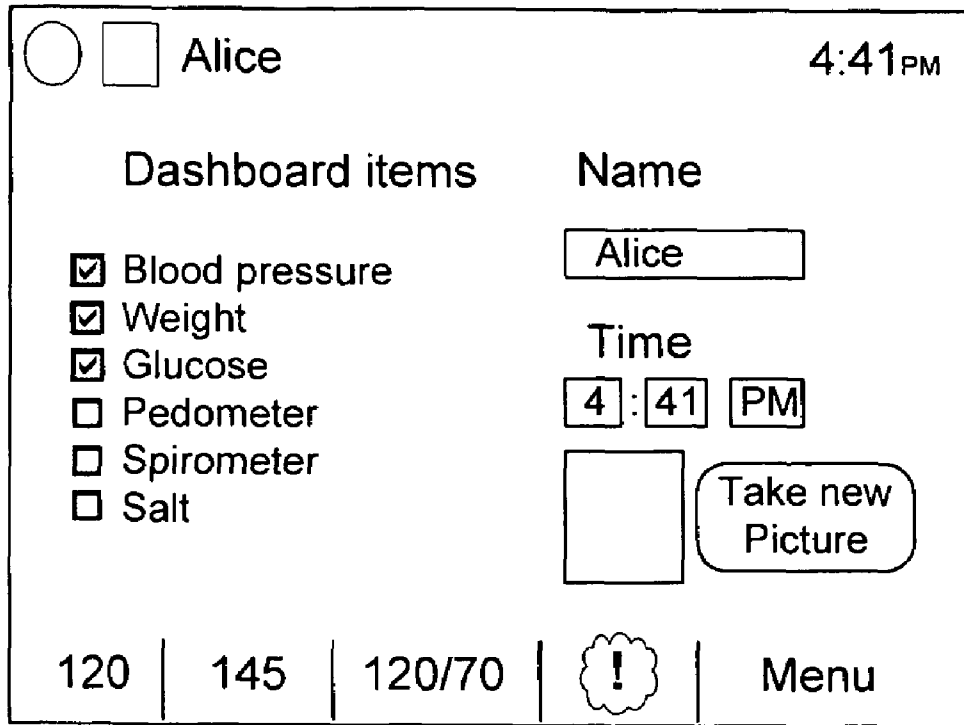 Alice 4:41PM
Dashboard items
Blood pressure
Weight
Glucose
Pedometer
Spirometer
Salt
Name
Alice
Time
4 : 41 PM
Take new
Picture
120 145 120/70 ! Menu